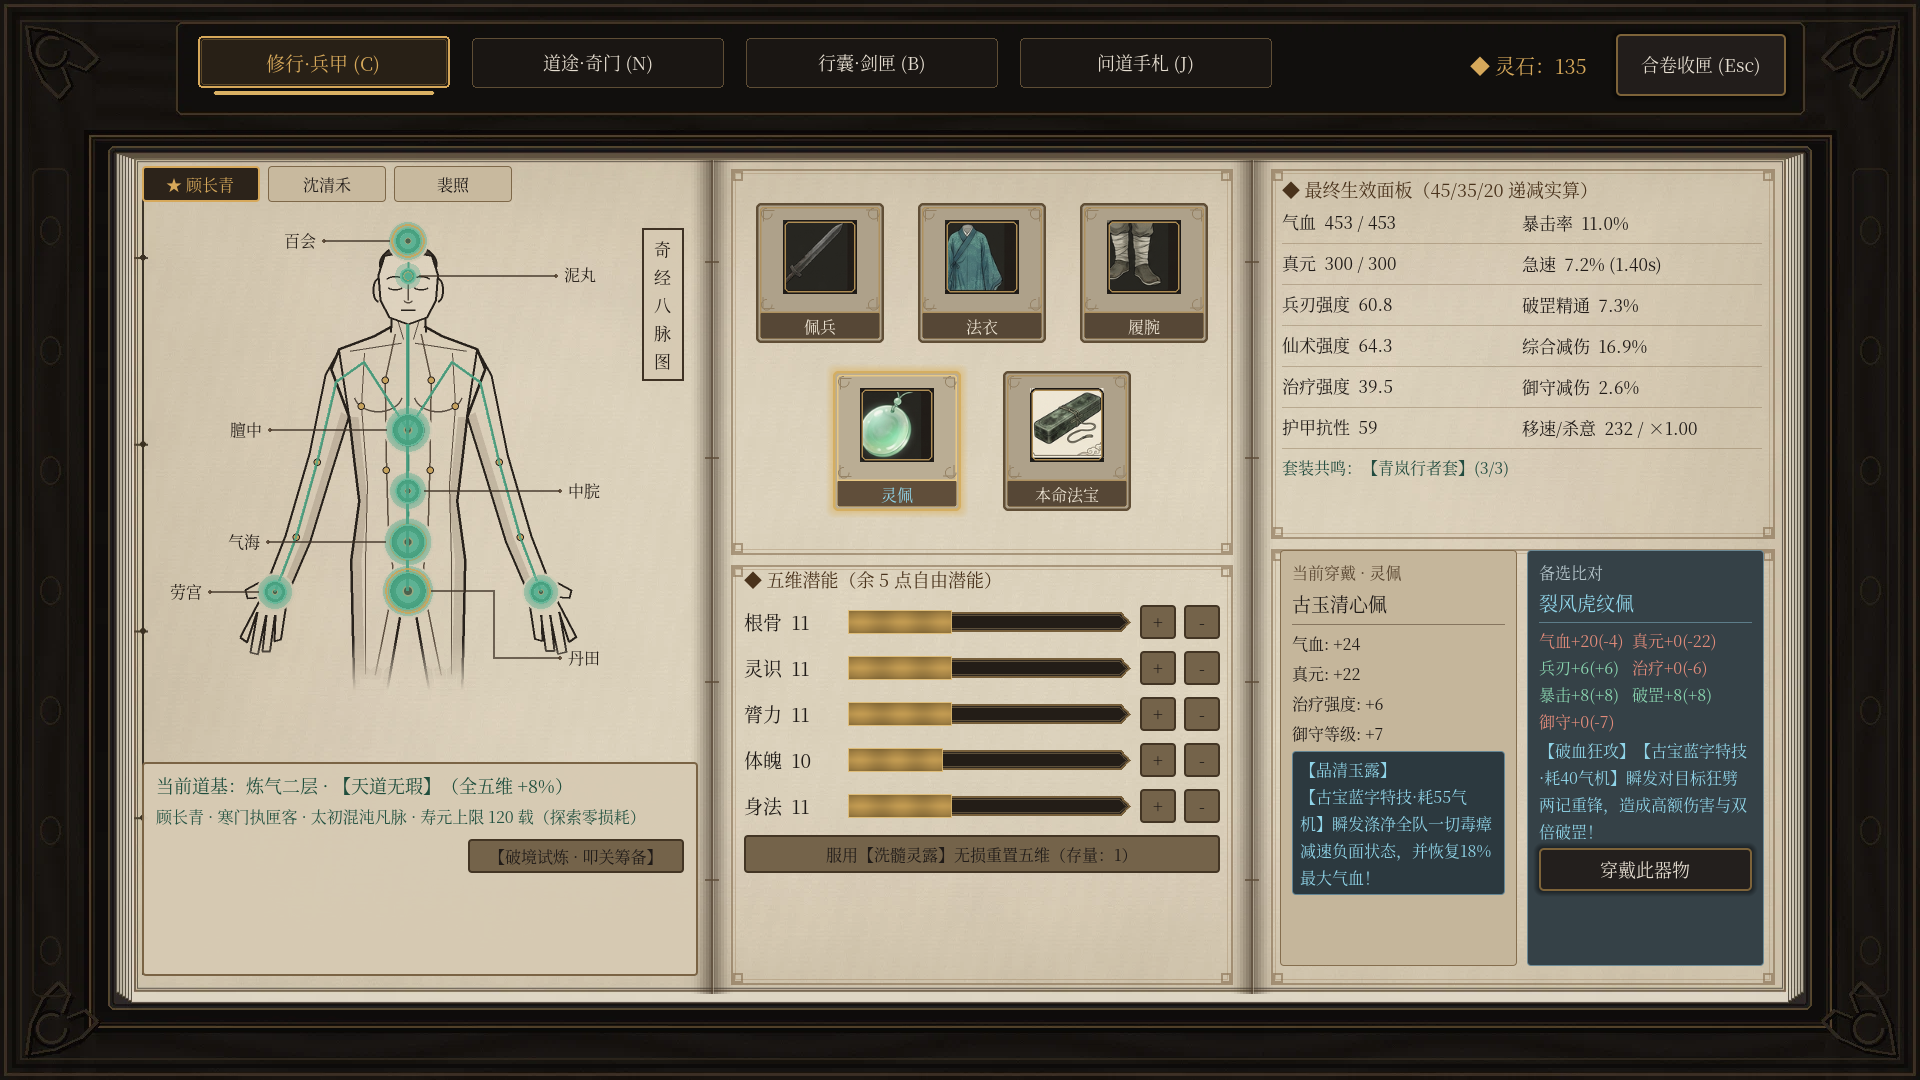 修行·兵甲 (C)
道途·奇门 (N)
行囊·剑匣 (B)
问道手札 (J)
◆ 灵石：135
合卷收匣 (Esc)
★ 顾长青
沈清禾
裴照
百会
泥丸
膻中
中脘
气海
劳宫
丹田
奇经八脉图
当前道基：炼气二层 · 【天道无瑕】（全五维 +8%）
顾长青 · 寒门执匣客 · 太初混沌凡脉 · 寿元上限 120 载（探索零损耗）
【破境试炼 · 叩关筹备】
佩兵
法衣
履腕
灵佩
本命法宝
◆ 五维潜能（余 5 点自由潜能）
根骨 11 + -
灵识 11 + -
膂力 11 + -
体魄 10 + -
身法 11 + -
服用【洗髓灵露】无损重置五维（存量：1）
◆ 最终生效面板（45/35/20 递减实算）
气血 453 / 453
暴击率 11.0%
真元 300 / 300
急速 7.2% (1.40s)
兵刃强度 60.8
破罡精通 7.3%
仙术强度 64.3
综合减伤 16.9%
治疗强度 39.5
御守减伤 2.6%
护甲抗性 59
移速/杀意 232 / ×1.00
套装共鸣：【青岚行者套】(3/3)
当前穿戴 · 灵佩
古玉清心佩
气血: +24
真元: +22
治疗强度: +6
御守等级: +7
【晶清玉露】
【古宝蓝字特技·耗55气
机】瞬发涤净全队一切毒瘴
减速负面状态，并恢复18%
最大气血！
备选比对
裂风虎纹佩
气血+20(-4) 真元+0(-22)
兵刃+6(+6) 治疗+0(-6)
暴击+8(+8) 破罡+8(+8)
御守+0(-7)
【破血狂攻】【古宝蓝字特技
·耗40气机】瞬发对目标狂劈
两记重锋，造成高额伤害与双
倍破罡！
穿戴此器物